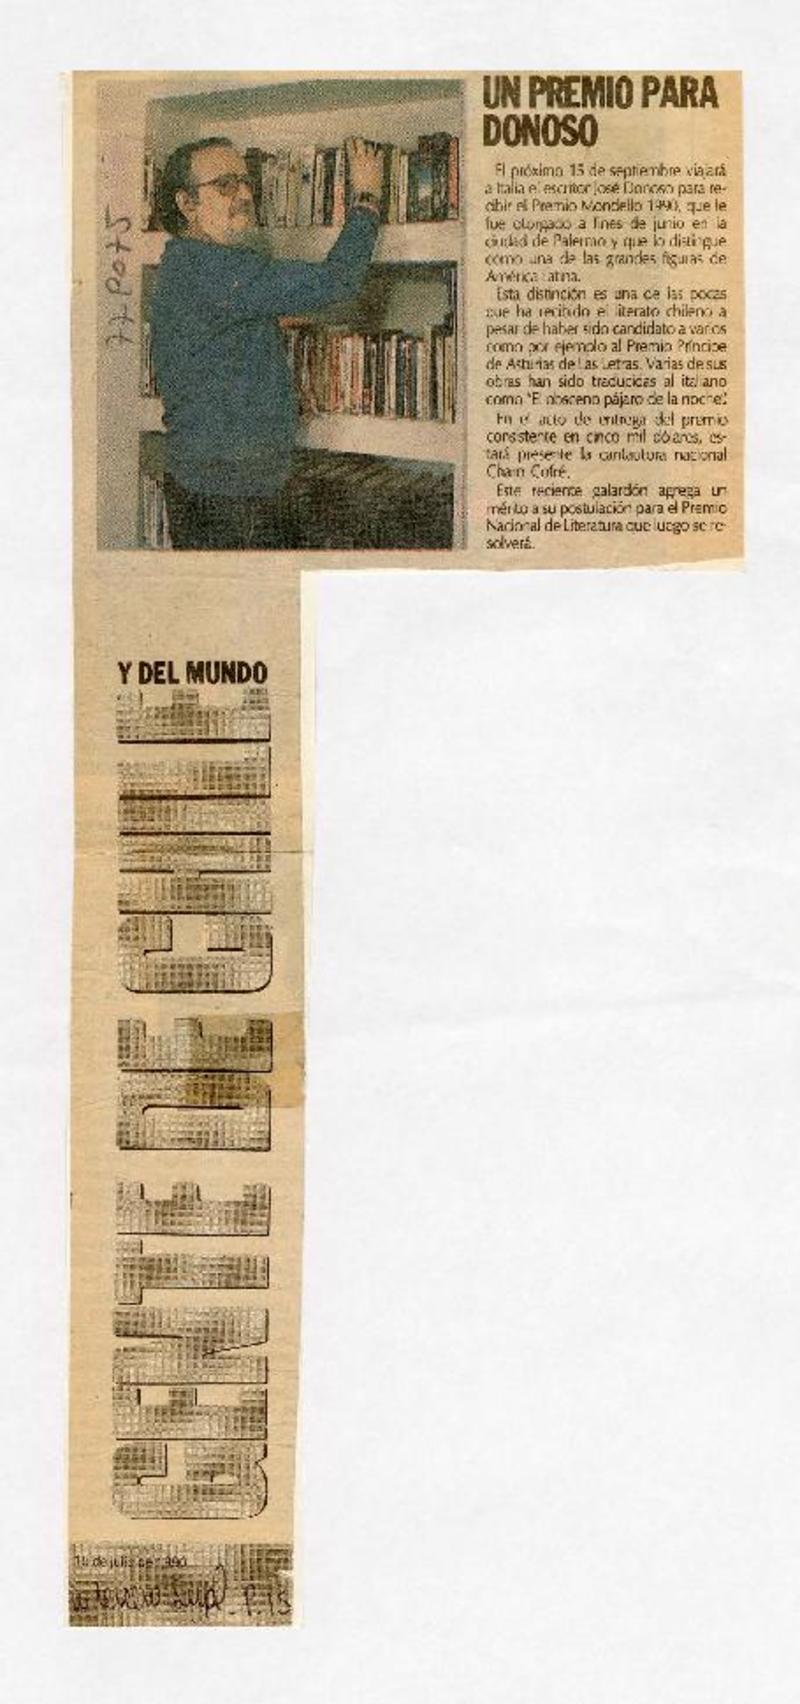 UN PREMIO PARA
DONOSO
El próximo 15 de septiembre viajará
a Italia el escritor José Donoso para re-
cibir el Premio Mondello 1990, que le
fue otorgado a fines de junio en la
ciudad de Palermo y que lo distingue
como una de las grandes figuras de
América Latina.
Esta distinción es una de las pocas
que ha recibido el literato chileno a
pesar de haber sido candidato a varios
como por ejemplo al Premio Príncipe
de Asturias de Las Letras. Varias de sus
obras han sido traducidas al italiano
como "El obsceno pájaro de la noche".
En el acto de entrega del premio
consistente en cinco mil dólares, es-
tará presente la cantautora nacional
Charo Cofré.
Este reciente galardón agrega un
mérito a su postulación para el Premio
Nacional de Literatura que luego se re-
solverá.
Y DEL MUNDO
GENTE DE CHILE
de julio de 1990
P. 13